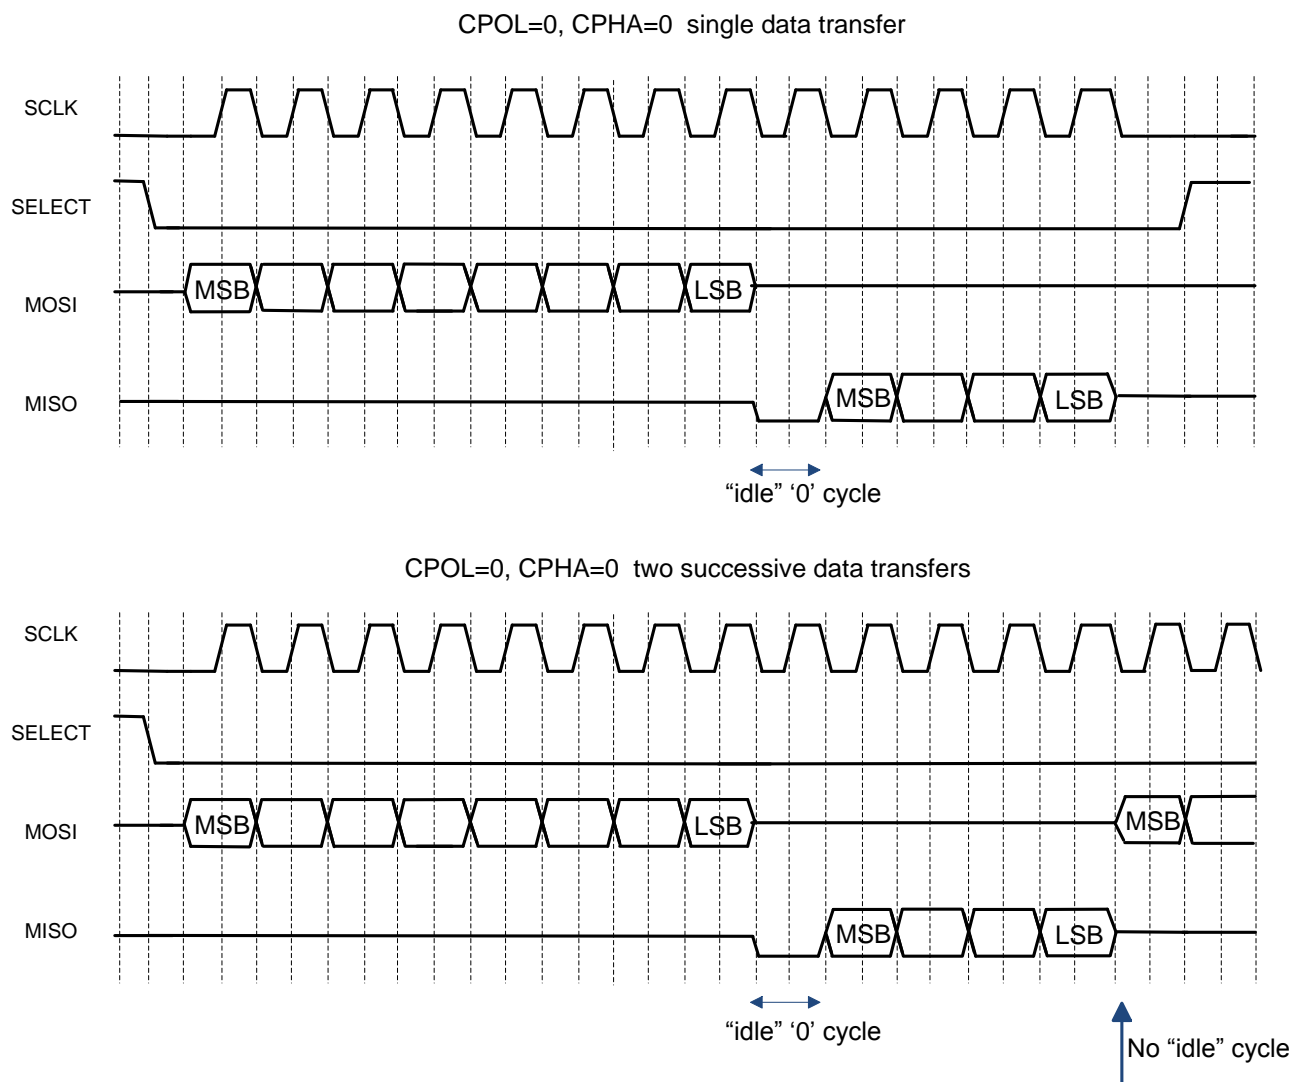 CPOL=0, CPHA=0 single data transfer
SCLK
SELECT
MOSI
MSB
LSB
MISO
MSB
LSB
“idle” ‘0’ cycle
CPOL=0, CPHA=0 two successive data transfers
SCLK
SELECT
MOSI
MSB
LSB
MSB
MISO
MSB
LSB
“idle” ‘0’ cycle
No “idle” cycle